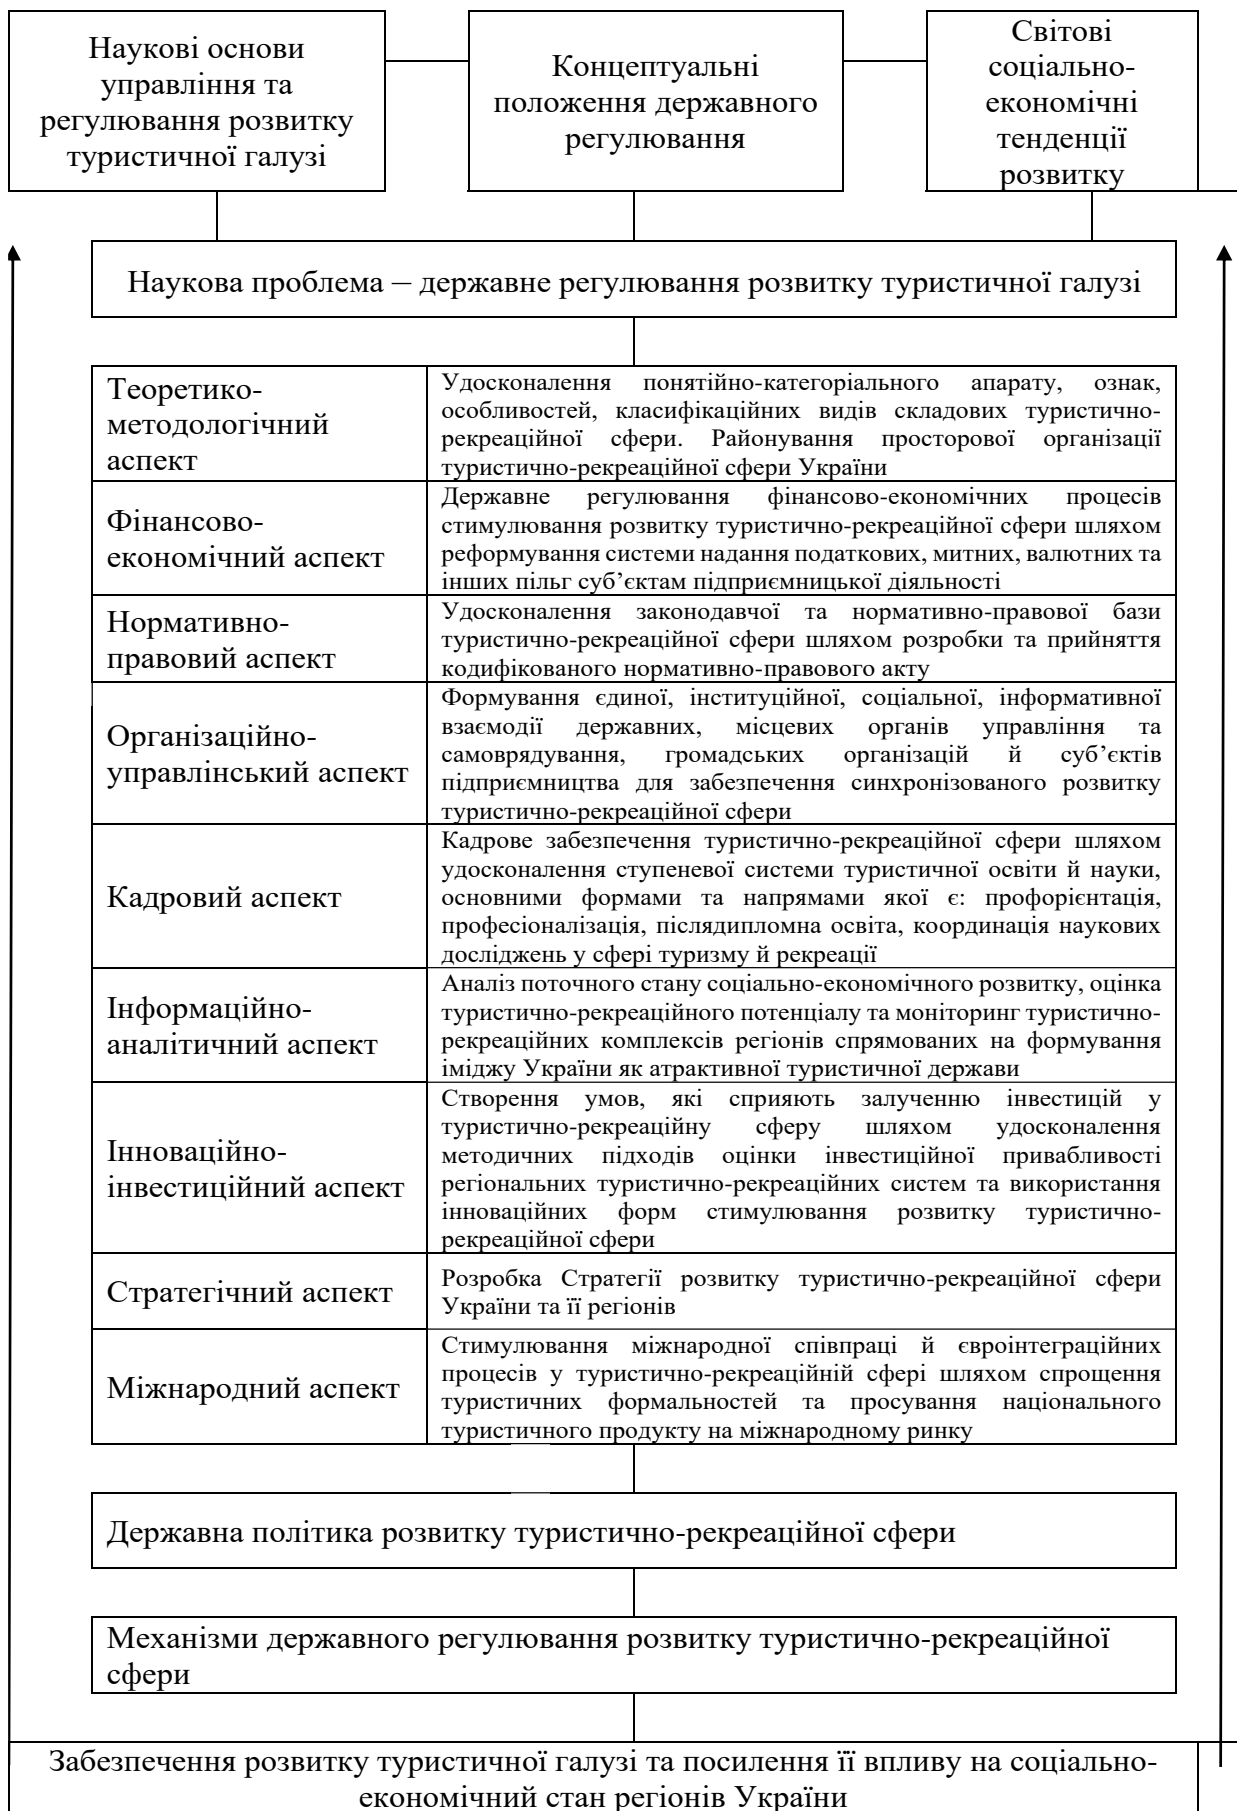 Наукові основи
управління та
регулювання розвитку
туристичної галузі
Концептуальні
положення державного
регулювання
Світові
соціально-
економічні
тенденції
розвитку
Наукова проблема – державне регулювання розвитку туристичної галузі
Теоретико-
методологічний
аспект
Удосконалення понятійно-категоріального апарату, ознак,
особливостей, класифікаційних видів складових туристично-
рекреаційної сфери. Районування просторової організації
туристично-рекреаційної сфери України
Фінансово-
економічний аспект
Державне регулювання фінансово-економічних процесів
стимулювання розвитку туристично-рекреаційної сфери шляхом
реформування системи надання податкових, митних, валютних та
інших пільг суб’єктам підприємницької діяльності
Нормативно-
правовий аспект
Удосконалення законодавчої та нормативно-правової бази
туристично-рекреаційної сфери шляхом розробки та прийняття
кодифікованого нормативно-правового акту
Організаційно-
управлінський аспект
Формування єдиної, інституційної, соціальної, інформативної
взаємодії державних, місцевих органів управління та
самоврядування, громадських організацій й суб’єктів
підприємництва для забезпечення синхронізованого розвитку
туристично-рекреаційної сфери
Кадровий аспект
Кадрове забезпечення туристично-рекреаційної сфери шляхом
удосконалення ступеневої системи туристичної освіти й науки,
основними формами та напрямами якої є: профорієнтація,
професіоналізація, післядипломна освіта, координація наукових
досліджень у сфері туризму й рекреації
Інформаційно-
аналітичний аспект
Аналіз поточного стану соціально-економічного розвитку, оцінка
туристично-рекреаційного потенціалу та моніторинг туристично-
рекреаційних комплексів регіонів спрямованих на формування
іміджу України як атрактивної туристичної держави
Інноваційно-
інвестиційний аспект
Створення умов, які сприяють залученню інвестицій у
туристично-рекреаційну сферу шляхом удосконалення
методичних підходів оцінки інвестиційної привабливості
регіональних туристично-рекреаційних систем та використання
інноваційних форм стимулювання розвитку туристично-
рекреаційної сфери
Стратегічний аспект
Розробка Стратегії розвитку туристично-рекреаційної сфери
України та її регіонів
Міжнародний аспект
Стимулювання міжнародної співпраці й євроінтеграційних
процесів у туристично-рекреаційній сфері шляхом спрощення
туристичних формальностей та просування національного
туристичного продукту на міжнародному ринку
Державна політика розвитку туристично-рекреаційної сфери
Механізми державного регулювання розвитку туристично-рекреаційної
сфери
Забезпечення розвитку туристичної галузі та посилення її впливу на соціально-
економічний стан регіонів України